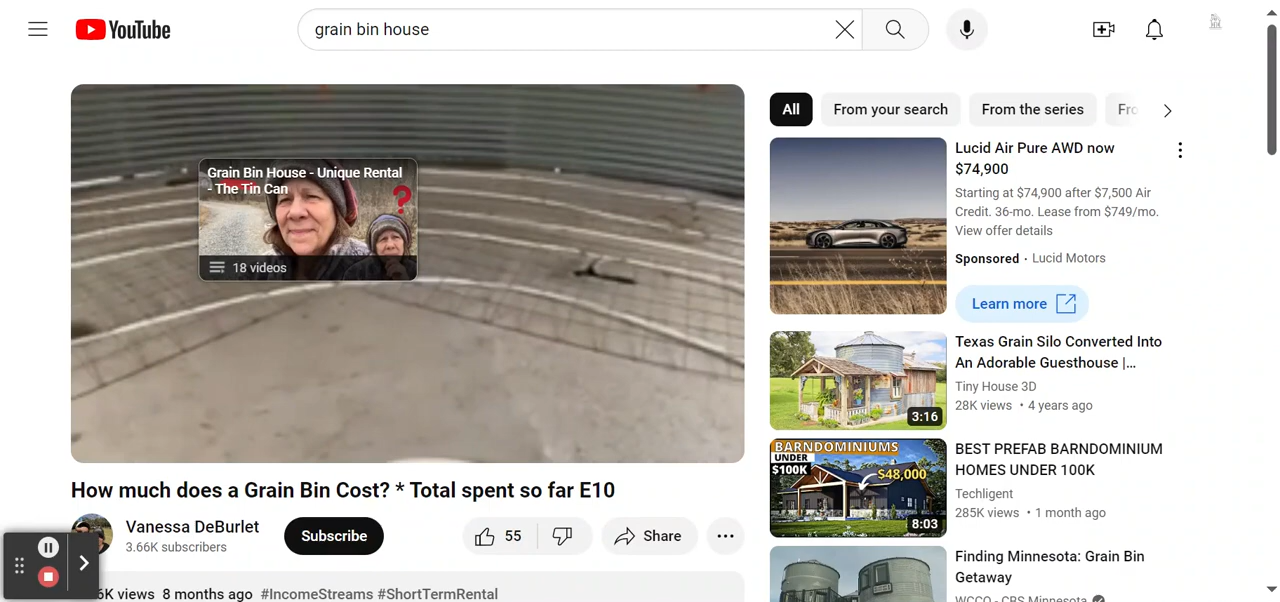 YouTube
grain bin house
Grain Bin House - Unique Rental
- The Tin Can
?
18 videos
How much does a Grain Bin Cost? * Total spent so far E10
Vanessa DeBurlet
3.66K subscribers
Subscribe
55
Share
6K views 8 months ago #IncomeStreams #ShortTermRental
All
From your search
From the series
Fro
Lucid Air Pure AWD now
$74,900
Starting at $74,900 after $7,500 Air
Credit. 36-mo. Lease from $749/mo.
View offer details
Sponsored · Lucid Motors
Learn more
Texas Grain Silo Converted Into
An Adorable Guesthouse |...
Tiny House 3D
28K views • 4 years ago
3:16
BARNDOMINIUMS
UNDER
$100K
$48,000
8:03
BEST PREFAB BARNDOMINIUM
HOMES UNDER 100K
Techligent
285K views • 1 month ago
Finding Minnesota: Grain Bin
Getaway
WCCO - CBS Minnesota